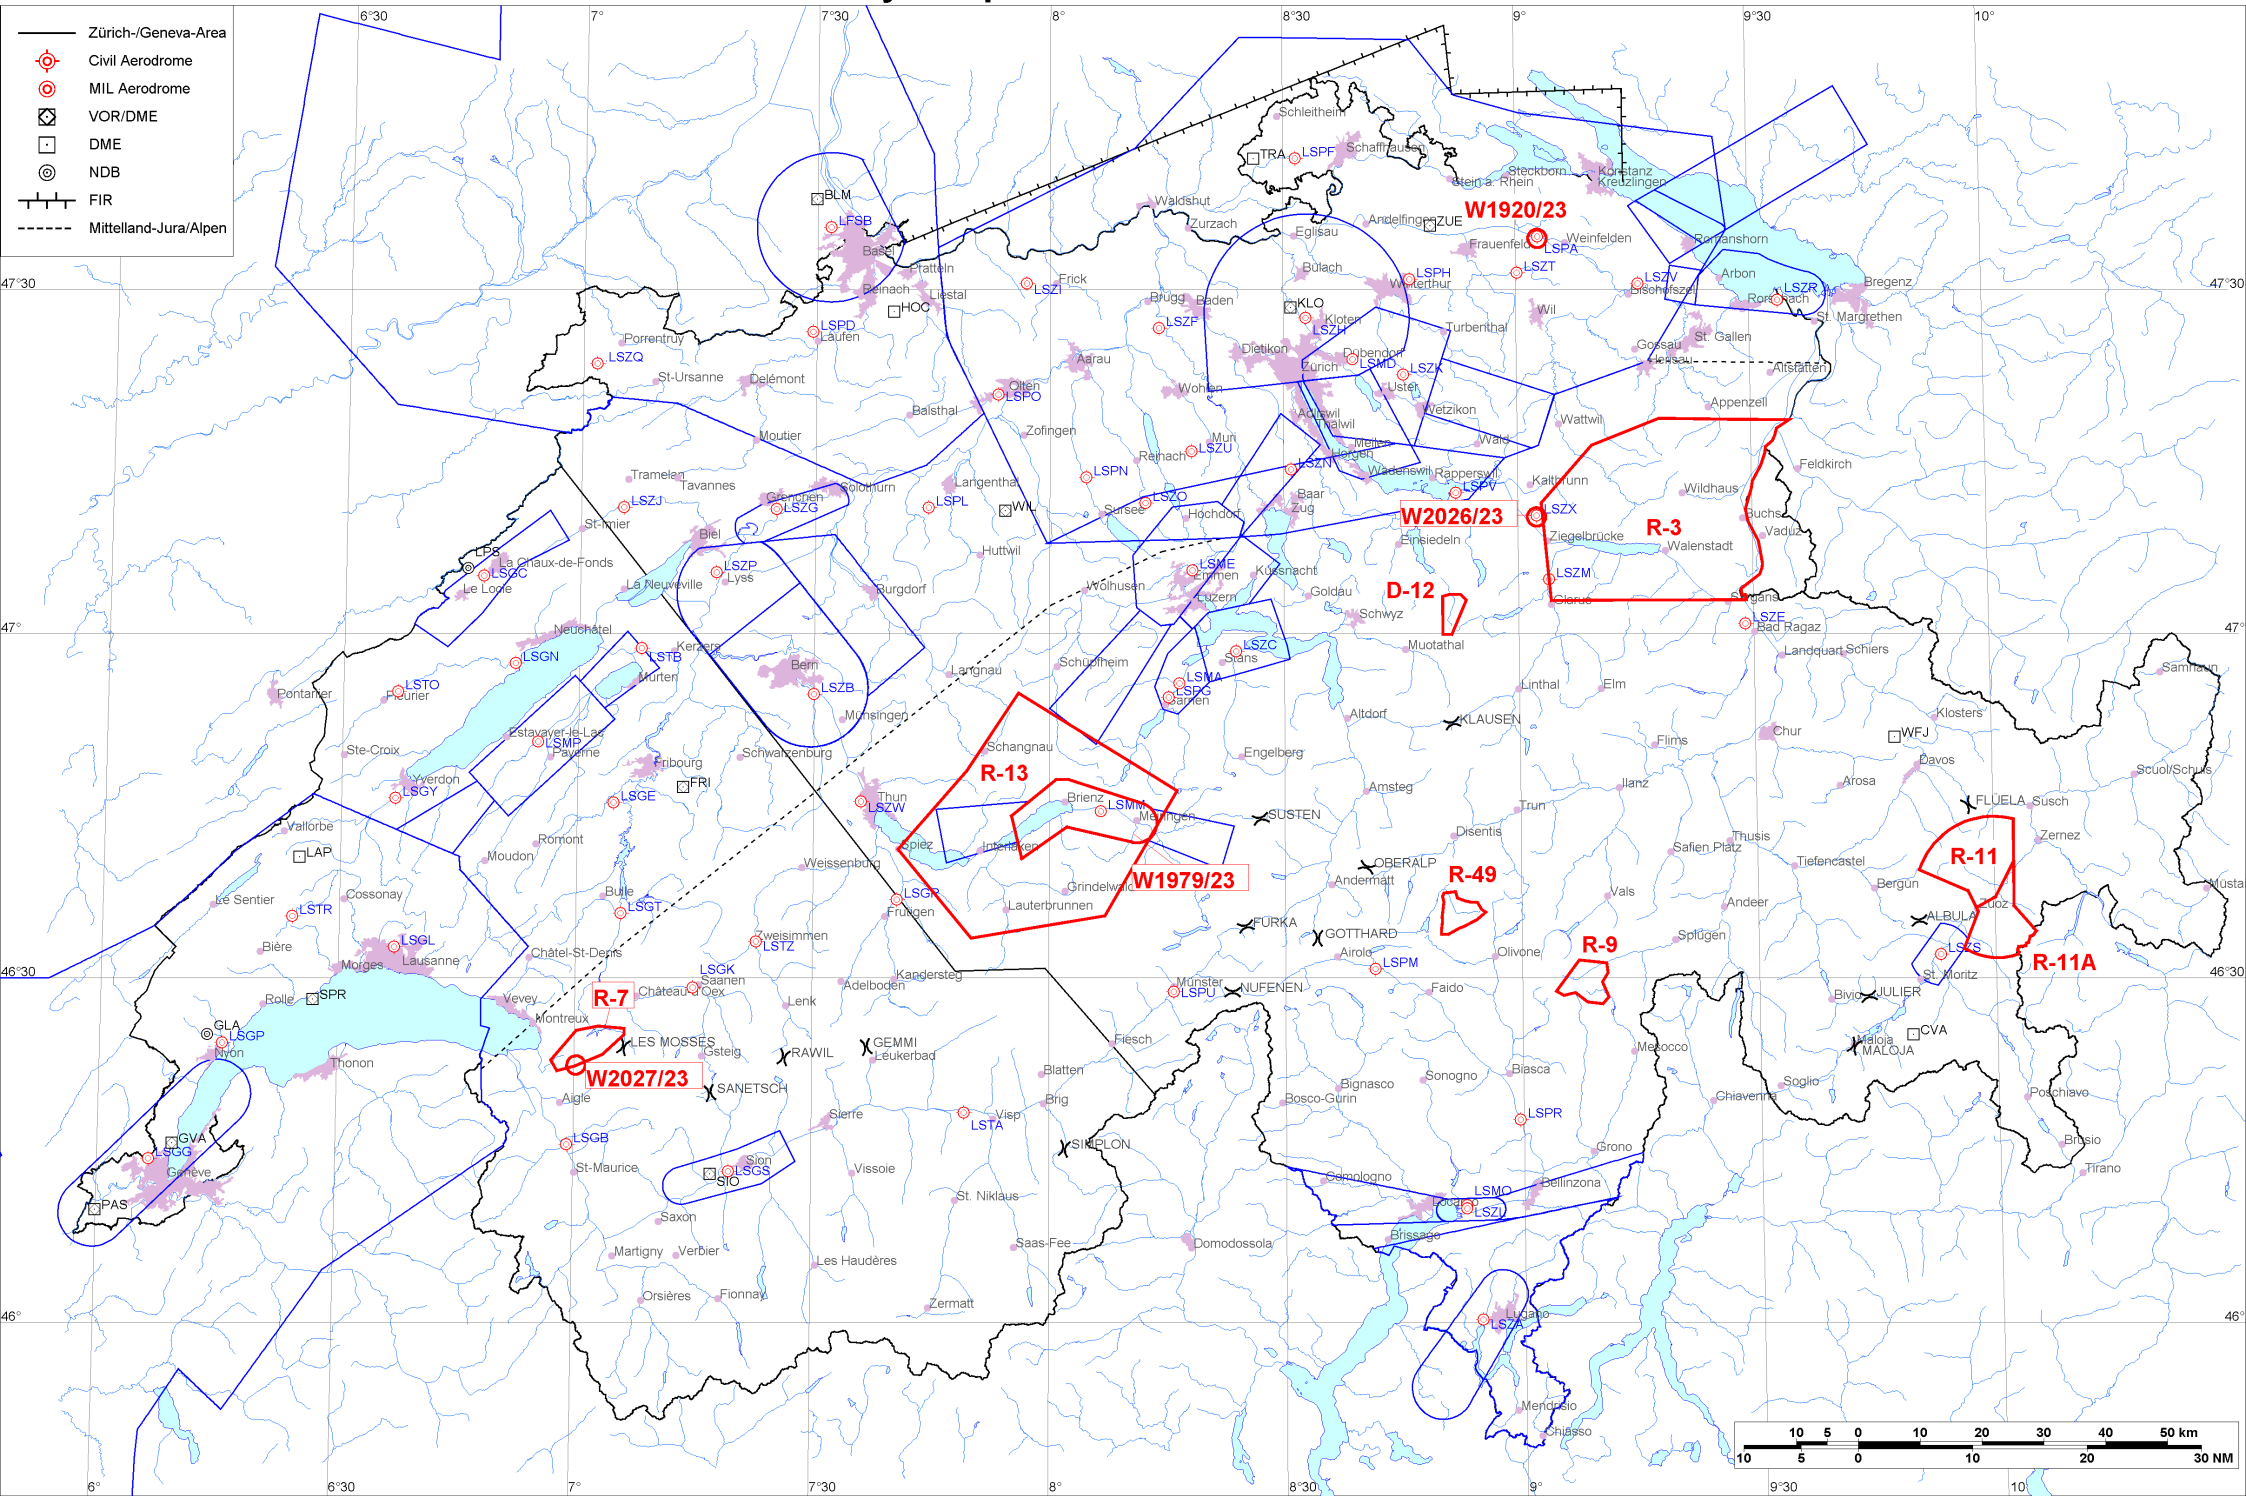 6°30
7°
7°30
8°
8°30
9°
9°30
10°
Zürich-/Geneva-Area
Civil Aerodrome
MIL Aerodrome
VOR/DME
DME
NDB
FIR
Mittelland-Jura/Alpen
Schleitheim
TRA
LSPF
Schaffhausen
Stein a. Rhein
Steckborn
Konstanz
Kreuzlingen
BLM
LFSB
Basel
Waldshut
Zurzach
Eglisau
Andelfingen
ZUE
W1920/23
LSPA
Weinfelden
Romanshorn
Frauenfeld
Pratteln
Reinach
Liestal
HOC
LSZI
Frick
Bülach
LSPH
Winterthur
LSZT
LSZV
Bischofszell
Arbon
LSZR
Rorschach
Bregenz
47°30
47°30
St. Margrethen
LSPD
Laufen
Brugg
Baden
LSZF
KLO
Kloten
LSZH
Turbenthal
Wil
St. Gallen
Gossau
Herisau
Altstätten
Porrentruy
LSZQ
St-Ursanne
Delémont
Aarau
Olten
LSPO
Balsthal
Wohlen
Dietikon
Zürich
Dübendorf
LSMD
LSZK
Uster
Wetzikon
Appenzell
Moutier
Zofingen
Muri
LSZU
Reinach
Adliswil
Thalwil
Meilen
Horgen
Wald
Wattwil
Tramelan
Tavannes
LSZJ
St-Imier
Grenchen
LSZG
Solothurn
Langenthal
LSPL
WIL
LSPN
LSZO
Sursee
Hochdorf
LSZN
Baar
Zug
Wädenswil
Rapperswil
LSPV
W2026/23
Kaltbrunn
LSZX
Ziegelbrücke
Wildhaus
R-3
Walenstadt
Feldkirch
Buchs
Vaduz
LPS
La Chaux-de-Fonds
LSGC
Le Locle
Biel
La Neuveville
LSZP
Lyss
Burgdorf
Huttwil
Wolhusen
LSME
Emmen
Luzern
Küssnacht
Goldau
Einsiedeln
Schwyz
D-12
LSZM
Glarus
Sargans
LSZE
Bad Ragaz
47°
47°
Neuchâtel
LSGN
LSTB
Kerzers
Murten
Bern
LSZB
Münsingen
Langnau
Schüpfheim
LSZC
Stans
LSMA
LSPG
Sarnen
Muotathal
Landquart
Schiers
Samnaun
Pontarlier
LSTO
Fleurier
Ste-Croix
Estavayer-le-Lac
LSMP
Payerne
Schwarzenburg
Fribourg
FRI
Schangnau
R-13
Engelberg
Altdorf
KLAUSEN
Linthal
Elm
Flims
Chur
Klosters
WFJ
Davos
Scuol/Schuls
Yverdon
LSGY
LSGE
Thun
LSZW
Brienz
LSMM
Meiringen
SUSTEN
Amsteg
Trun
Ilanz
Arosa
FLÜELA
Susch
Vallorbe
LAP
Romont
Moudon
Weissenburg
Spiez
Interlaken
W1979/23
Disentis
OBERALP
Andermatt
R-49
Safien Platz
Thusis
Tiefencastel
Zernez
R-11
Bergün
Zuoz
Le Sentier
Cossonay
LSTR
Bulle
LSGT
LSGR
Frutigen
Grindelwald
Lauterbrunnen
FURKA
GOTTHARD
Vals
Andeer
ALBULA
LSZS
R-11A
46°30
46°30
Bière
LSGL
Lausanne
Morges
Châtel-St-Denis
Zweisimmen
LSTZ
LSGK
Saanen
Château-d'Oex
Kandersteg
Adelboden
Münster
LSPU
NUFENEN
Airolo
LSPM
Faido
Olivone
R-9
Splügen
St. Moritz
Bivio
JULIER
Rolle
SPR
Vevey
Montreux
R-7
Lenk
GLA
LSGP
Nyon
Thonon
LES MOSSES
W2027/23
Gsteig
RAWIL
GEMMI
Leukerbad
Fiesch
Mesocco
Maloja
MALOJA
CVA
Aigle
SANETSCH
Blatten
Brig
Bignasco
Bosco-Gurin
Sonogno
Biasca
Soglio
Chiavenna
Poschiavo
LSGB
Sierre
LSTA
Visp
SIMPLON
LSPR
Grono
Brusio
Tirano
GVA
LSGG
Genève
PAS
St-Maurice
Sion
LSGS
SIO
Vissoie
St. Niklaus
Comologno
LSMO
Locarno
LSZL
Bellinzona
Saxon
Martigny
Verbier
Les Haudères
Saas-Fee
Domodossola
Brissago
Orsières
Fionnay
Zermatt
46°
46°
Lugano
LSZA
Mendrisio
Chiasso
10 5 0 10 20 30 40 50 km
10 5 0 10 20 30 NM
6°
6°30
7°
7°30
8°
8°30
9°
9°30
10°